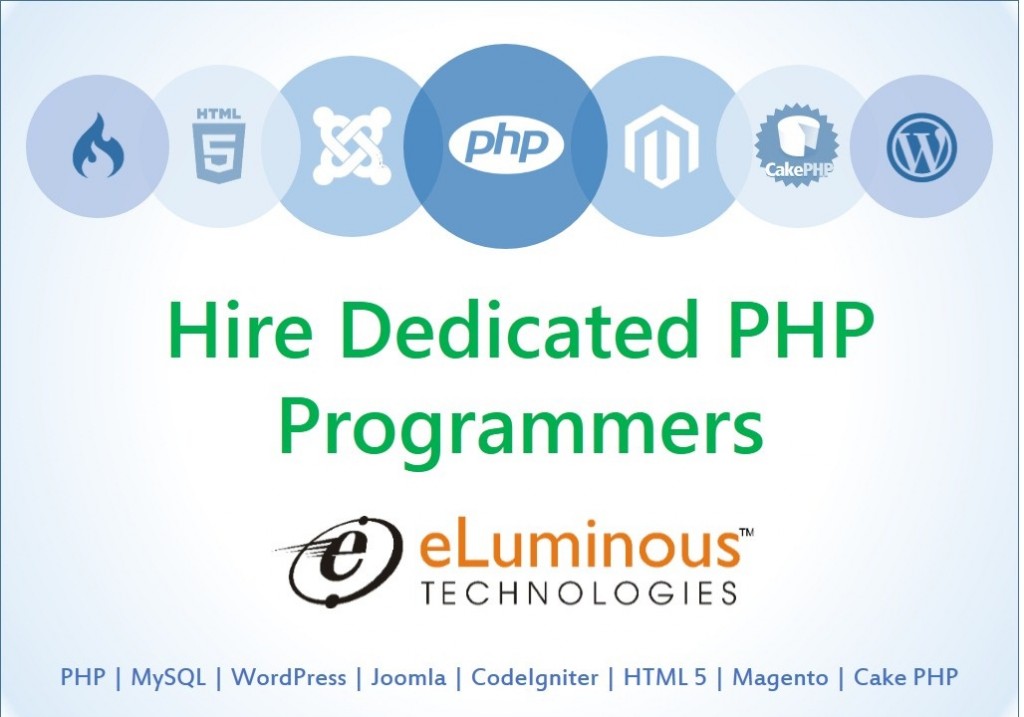 HTML
5
php
CakePHP
W
Hire Dedicated PHP
Programmers
e eLuminous™
TECHNOLOGIES
PHP | MySQL | WordPress | Joomla | CodeIgniter | HTML 5 | Magento | Cake PHP